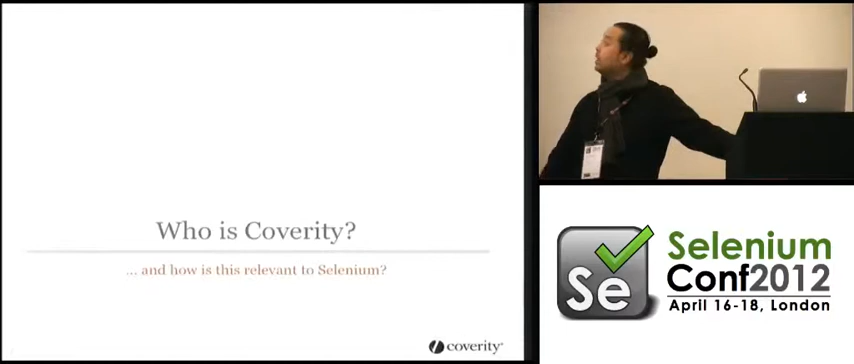 Who is Coverity?
... and how is this relevant to Selenium?
coverity
Se
Selenium
Conf2012
April 16-18, London